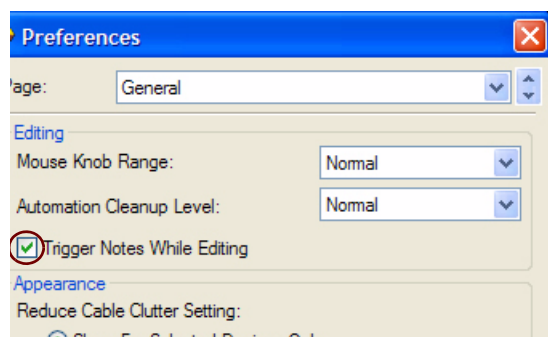 Preferences
Page: General
Editing
Mouse Knob Range: Normal
Automation Cleanup Level: Normal
Trigger Notes While Editing
Appearance
Reduce Cable Clutter Setting: